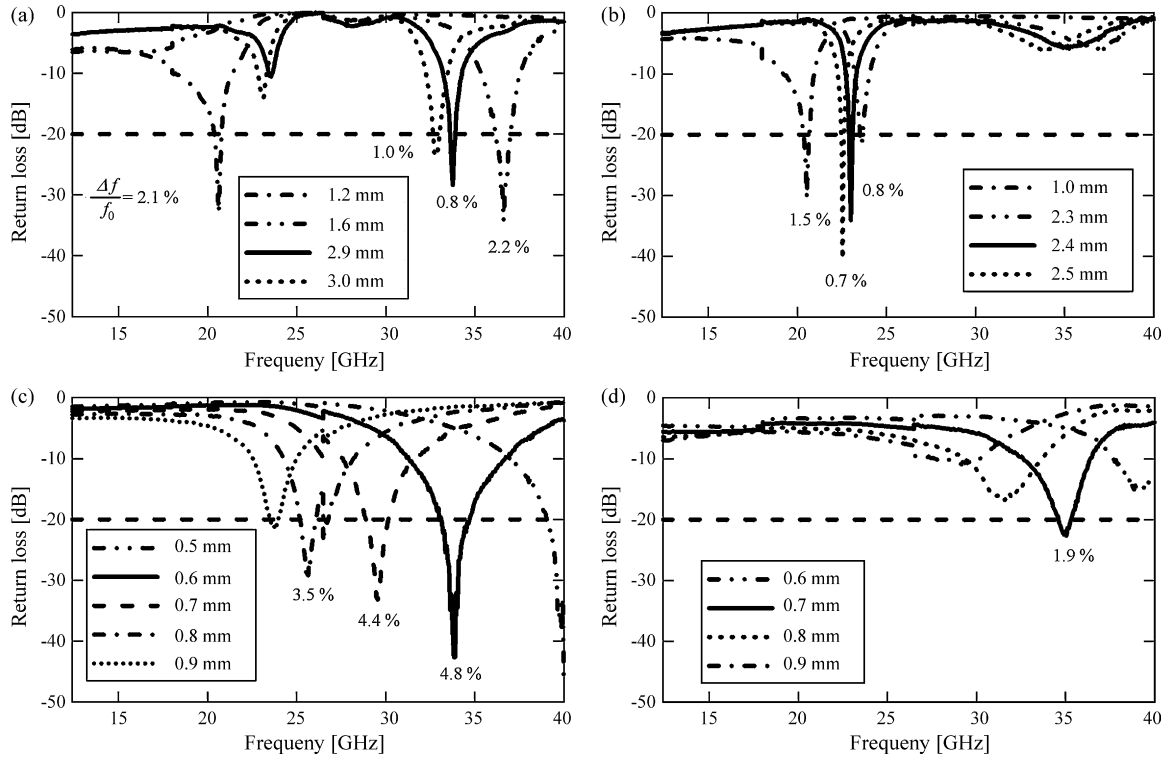 (a)
0
-10
-20
-30
-40
-50
Return loss [dB]
Δf/f0 = 2.1 %
1.0 %
0.8 %
2.2 %
1.2 mm
1.6 mm
2.9 mm
3.0 mm
15 20 25 30 35 40
Frequeny [GHz]
(b)
0
-10
-20
-30
-40
-50
Return loss [dB]
1.5 %
0.8 %
0.7 %
1.0 mm
2.3 mm
2.4 mm
2.5 mm
15 20 25 30 35 40
Frequeny [GHz]
(c)
0
-10
-20
-30
-40
-50
Return loss [dB]
0.5 mm
0.6 mm
0.7 mm
0.8 mm
0.9 mm
3.5 %
4.4 %
4.8 %
15 20 25 30 35 40
Frequeny [GHz]
(d)
0
-10
-20
-30
-40
-50
Return loss [dB]
1.9 %
0.6 mm
0.7 mm
0.8 mm
0.9 mm
15 20 25 30 35 40
Frequeny [GHz]